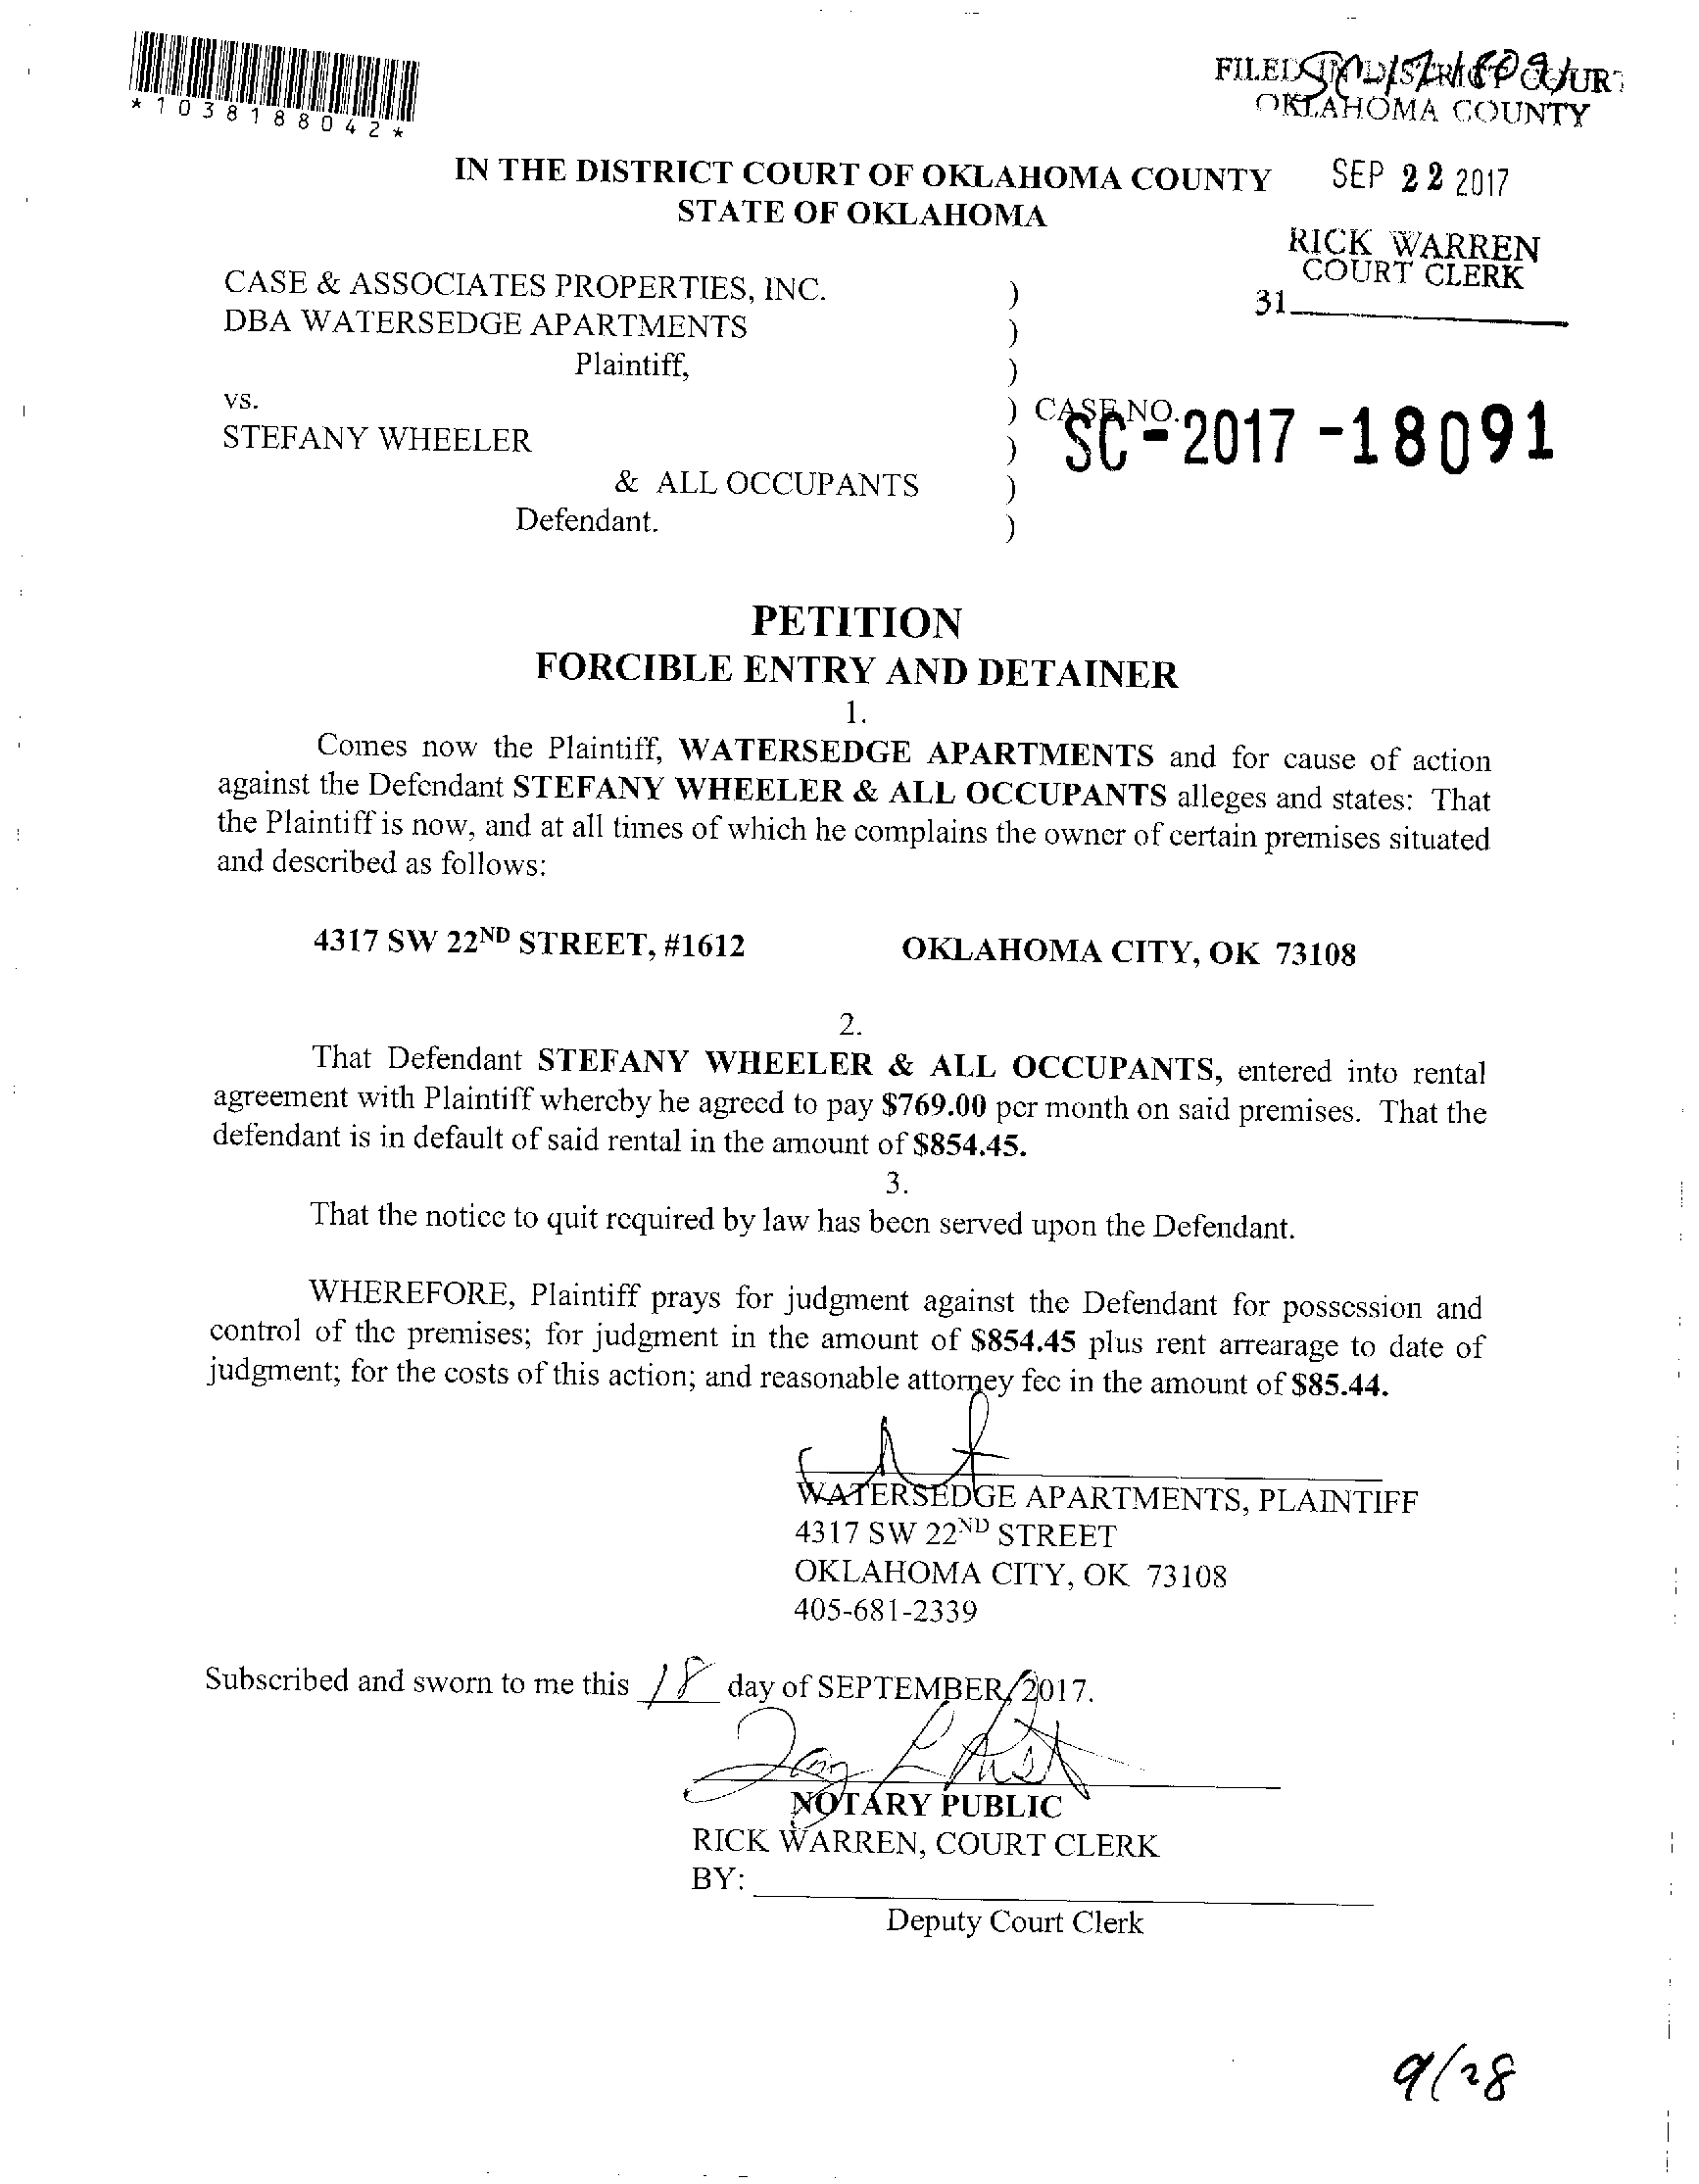 *1038188042*
FILED IN DISTRICT COURT
OKLAHOMA COUNTY
IN THE DISTRICT COURT OF OKLAHOMA COUNTY
STATE OF OKLAHOMA
SEP 22 2017
RICK WARREN
COURT CLERK
31
CASE & ASSOCIATES PROPERTIES, INC. )
DBA WATERSEDGE APARTMENTS )
Plaintiff, )
vs. ) CASE NO. SC-2017-18091
STEFANY WHEELER )
& ALL OCCUPANTS )
Defendant. )
PETITION
FORCIBLE ENTRY AND DETAINER
1.
Comes now the Plaintiff, WATERSEDGE APARTMENTS and for cause of action
against the Defendant STEFANY WHEELER & ALL OCCUPANTS alleges and states: That
the Plaintiff is now, and at all times of which he complains the owner of certain premises situated
and described as follows:
4317 SW 22ND STREET, #1612 OKLAHOMA CITY, OK 73108
2.
That Defendant STEFANY WHEELER & ALL OCCUPANTS, entered into rental
agreement with Plaintiff whereby he agreed to pay $769.00 per month on said premises. That the
defendant is in default of said rental in the amount of $854.45.
3.
That the notice to quit required by law has been served upon the Defendant.
WHEREFORE, Plaintiff prays for judgment against the Defendant for possession and
control of the premises; for judgment in the amount of $854.45 plus rent arrearage to date of
judgment; for the costs of this action; and reasonable attorney fee in the amount of $85.44.
WATERSEDGE APARTMENTS, PLAINTIFF
4317 SW 22ND STREET
OKLAHOMA CITY, OK 73108
405-681-2339
Subscribed and sworn to me this 18 day of SEPTEMBER, 2017.
NOTARY PUBLIC
RICK WARREN, COURT CLERK
BY:
Deputy Court Clerk
9/28